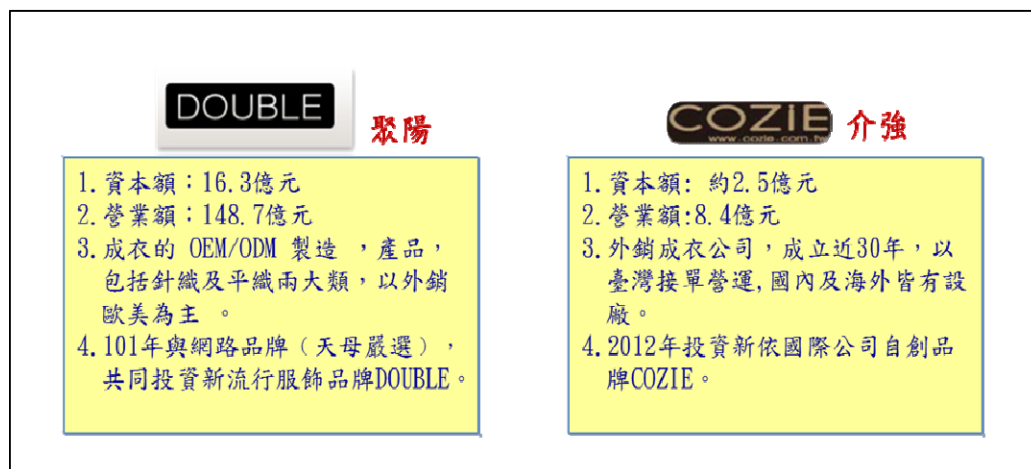 DOUBLE
聚陽
1.資本額：16.3億元
2.營業額：148.7億元
3.成衣的 OEM/ODM 製造 ，產品，
包括針織及平織兩大類，以外銷
歐美為主 。
4.101年與網路品牌（天母嚴選），
共同投資新流行服飾品牌DOUBLE。
COZiE
www.cozie.com.tw
介強
1.資本額: 約2.5億元
2.營業額:8.4億元
3.外銷成衣公司，成立近30年，以
臺灣接單營運,國內及海外皆有設
廠。
4.2012年投資新依國際公司自創品
牌COZIE。